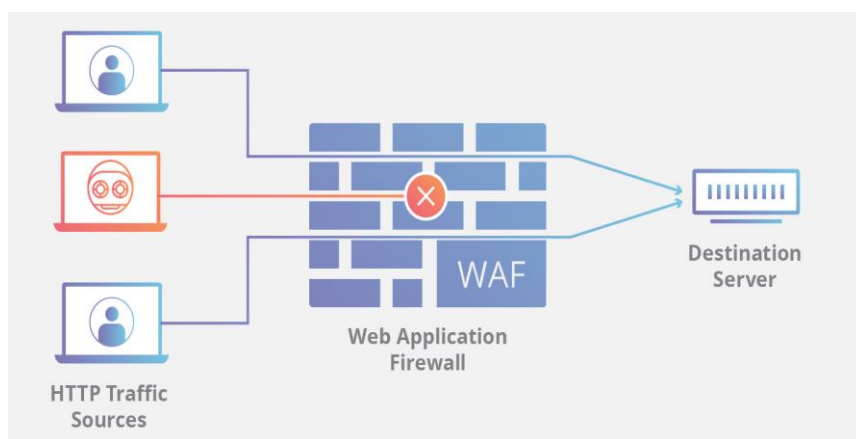 WAF
Web Application
Firewall
Destination
Server
HTTP Traffic
Sources